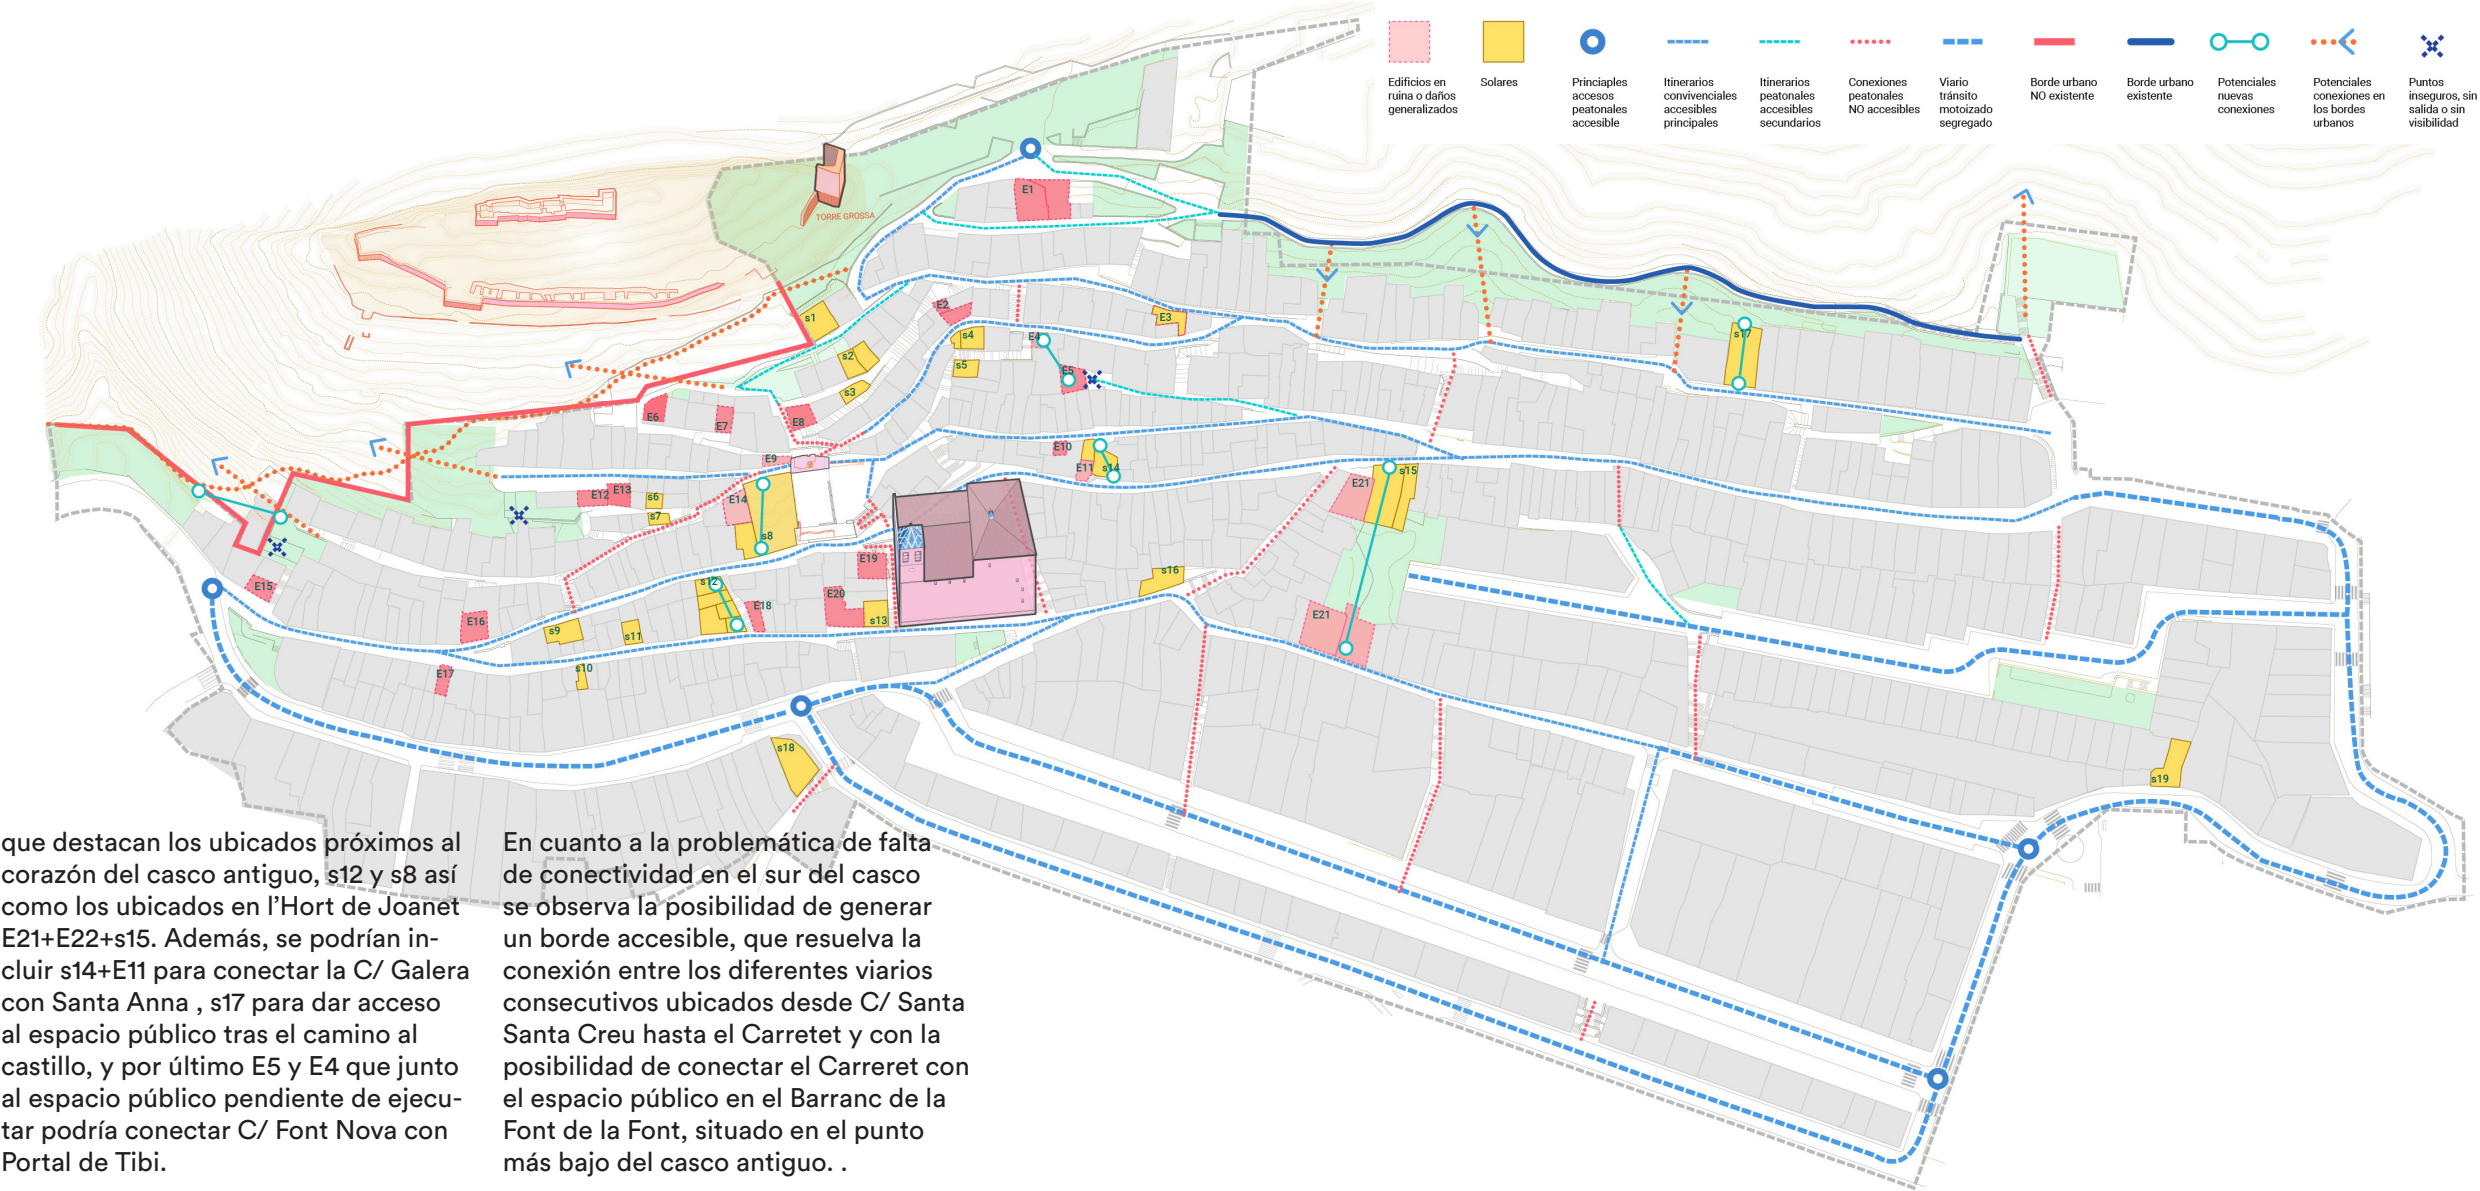 Edificios en
ruina o daños
generalizados
Solares
Princiaples
accesos
peatonales
accesible
Itinerarios
convivenciales
accesibles
principales
Itinerarios
peatonales
accesibles
secundarios
Conexiones
peatonales
NO accesibles
Viario
tránsito
motoizado
segregado
Borde urbano
NO existente
Borde urbano
existente
Potenciales
nuevas
conexiones
Potenciales
conexiones en
los bordes
urbanos
Puntos
inseguros, sin
salida o sin
visibilidad
TORRE GROSSA
E1
E2
E3
s1
s2
s3
s4
s5
E4
E5
s17
E6
E7
E8
E9
E10
E11
s14
s15
E21
E12
E13
s6
s7
E14
s8
E15
E16
E17
s9
s10
s11
s12
E18
E19
E20
s13
s16
E21
s18
s19
que destacan los ubicados próximos al
corazón del casco antiguo, s12 y s8 así
como los ubicados en l’Hort de Joanet
E21+E22+s15. Además, se podrían in-
cluir s14+E11 para conectar la C/ Galera
con Santa Anna , s17 para dar acceso
al espacio público tras el camino al
castillo, y por último E5 y E4 que junto
al espacio público pendiente de ejecu-
tar podría conectar C/ Font Nova con
Portal de Tibi.
En cuanto a la problemática de falta
de conectividad en el sur del casco
se observa la posibilidad de generar
un borde accesible, que resuelva la
conexión entre los diferentes viarios
consecutivos ubicados desde C/ Santa
Santa Creu hasta el Carretet y con la
posibilidad de conectar el Carreret con
el espacio público en el Barranc de la
Font de la Font, situado en el punto
más bajo del casco antiguo. .